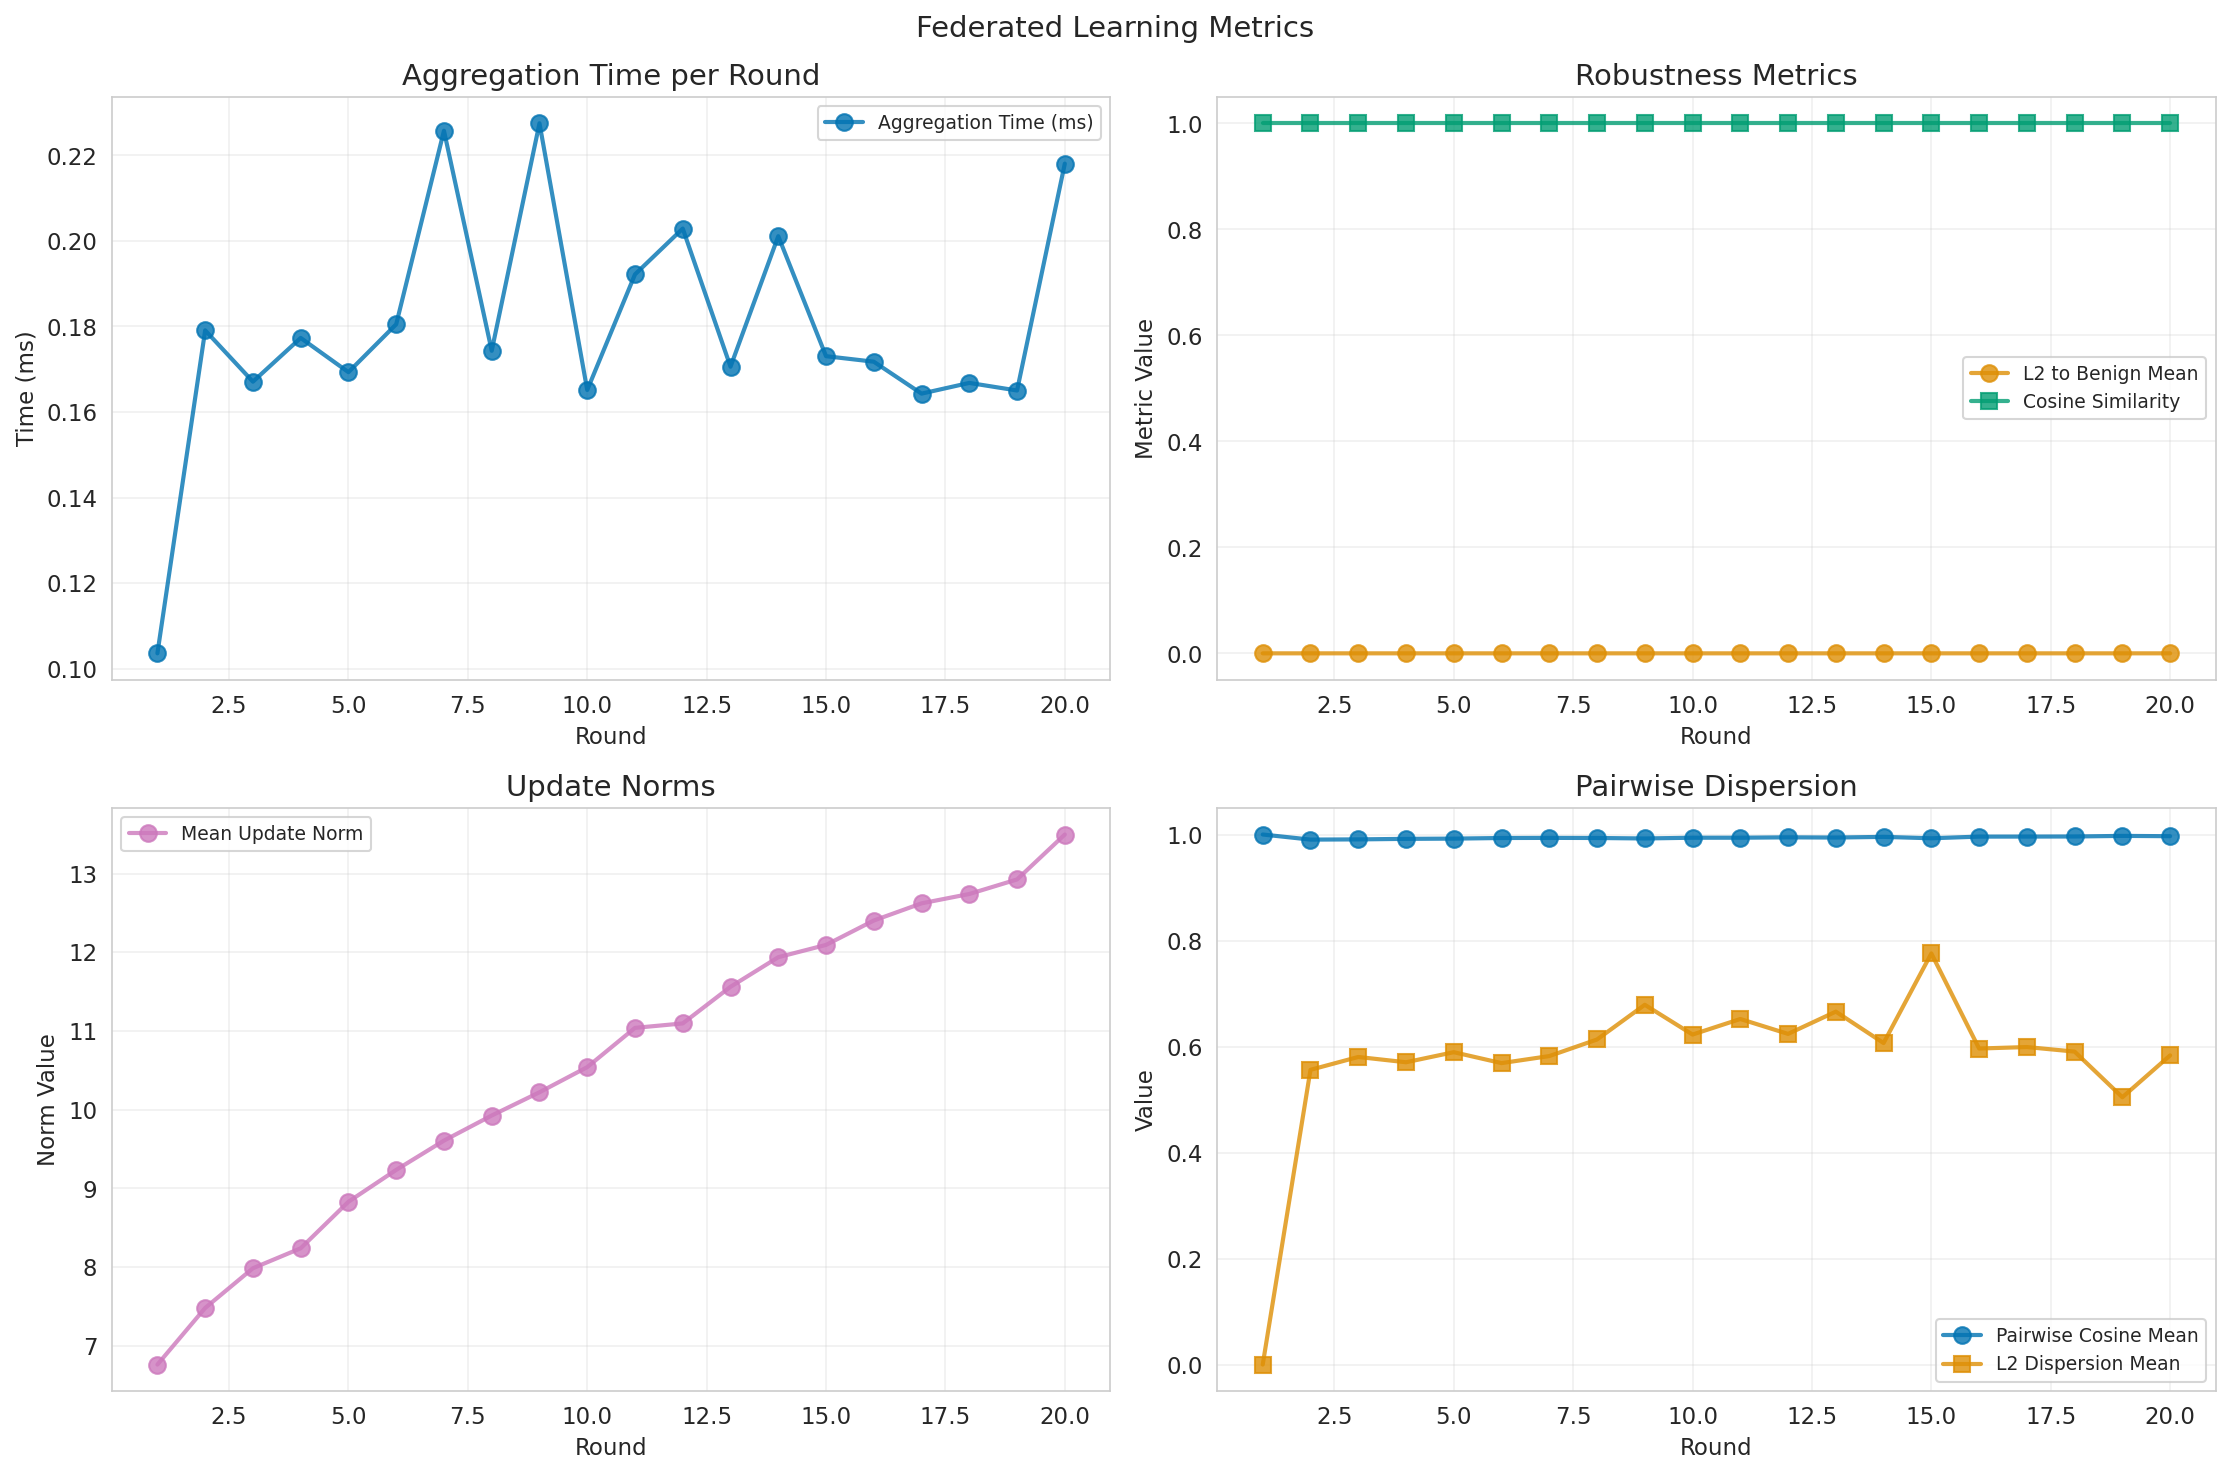 Federated Learning Metrics
Aggregation Time per Round
Aggregation Time (ms)
Time (ms)
0.22
0.20
0.18
0.16
0.14
0.12
0.10
2.5 5.0 7.5 10.0 12.5 15.0 17.5 20.0
Round
Robustness Metrics
Metric Value
1.0
0.8
0.6
0.4
0.2
0.0
L2 to Benign Mean
Cosine Similarity
2.5 5.0 7.5 10.0 12.5 15.0 17.5 20.0
Round
Update Norms
Mean Update Norm
Norm Value
13
12
11
10
9
8
7
2.5 5.0 7.5 10.0 12.5 15.0 17.5 20.0
Round
Pairwise Dispersion
Value
1.0
0.8
0.6
0.4
0.2
0.0
Pairwise Cosine Mean
L2 Dispersion Mean
2.5 5.0 7.5 10.0 12.5 15.0 17.5 20.0
Round